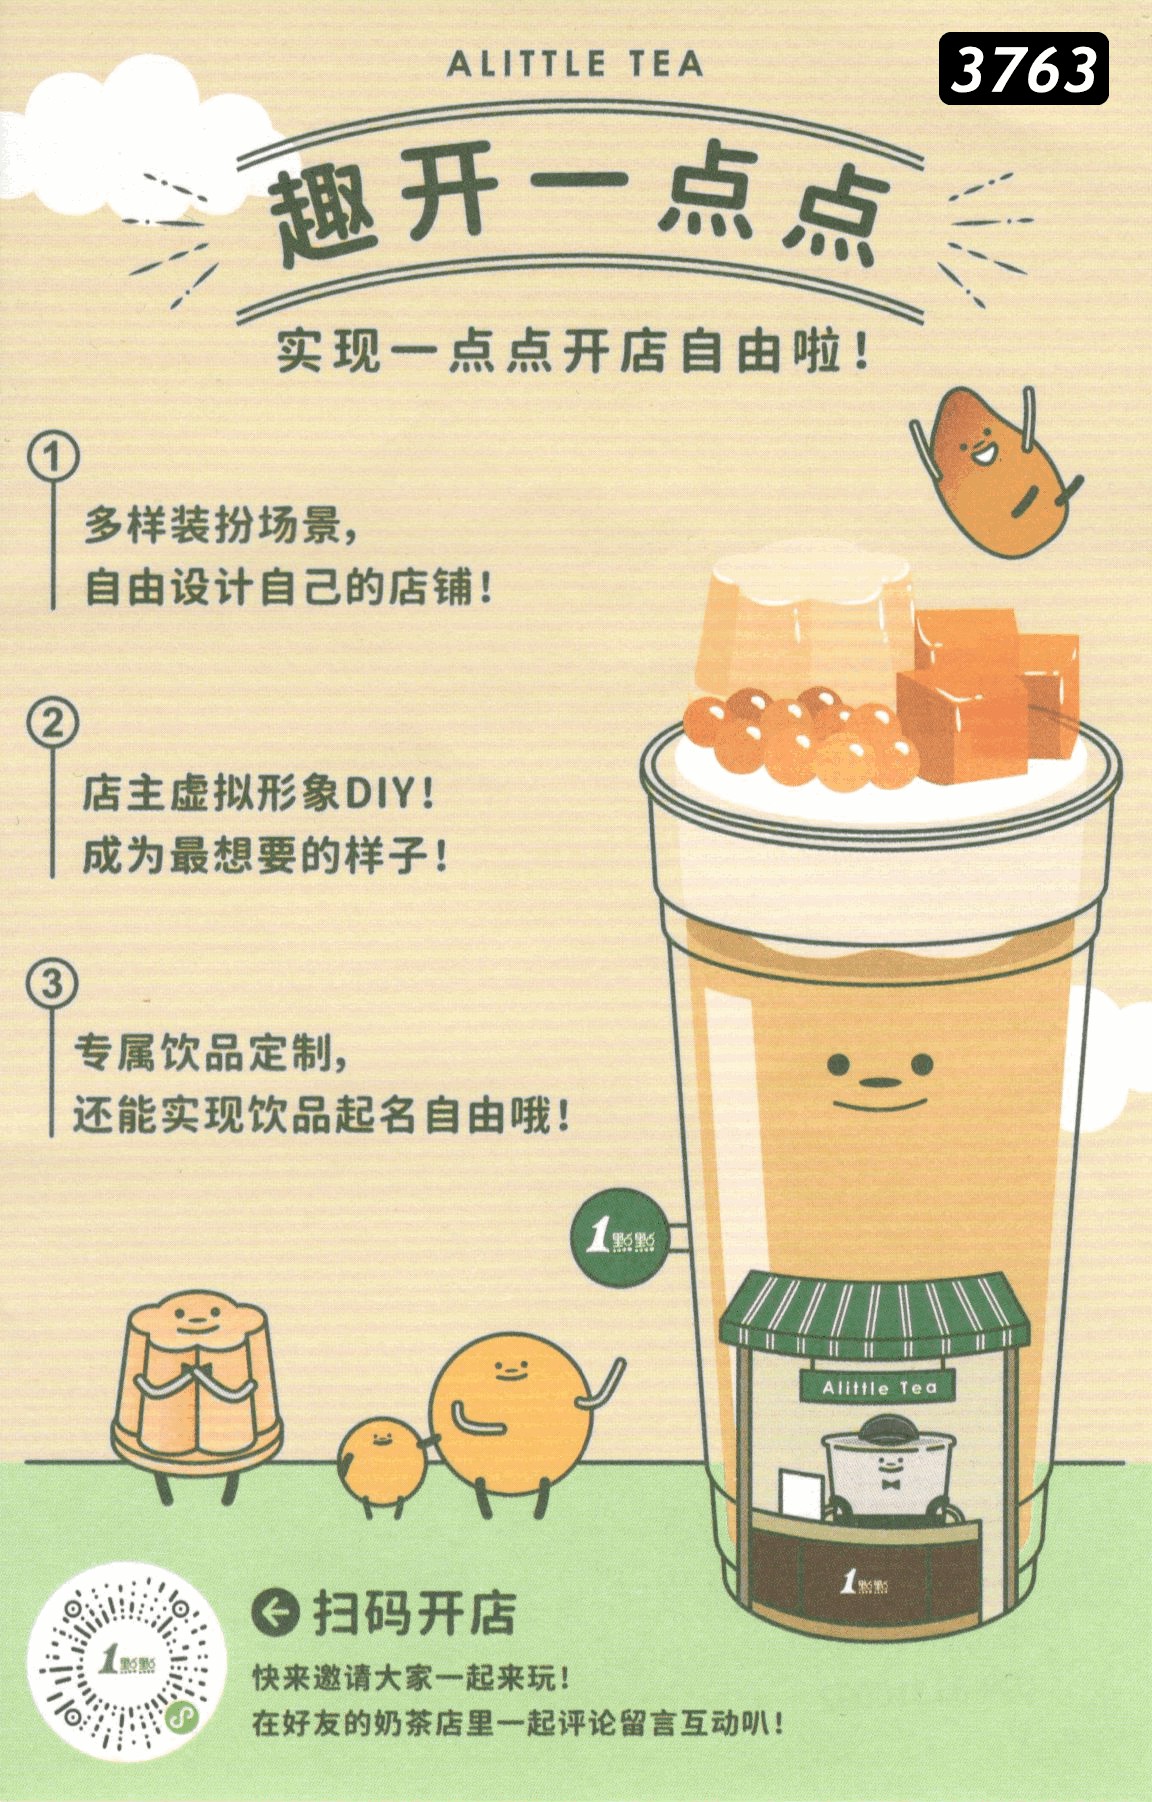 ALITTLE TEA
3763
趣开一点点
实现一点点开店自由啦！
1
多样装扮场景，
自由设计自己的店铺！
2
店主虚拟形象DIY！
成为最想要的样子！
3
专属饮品定制，
还能实现饮品起名自由哦！
1點點
Alittle Tea
1點點
扫码开店
1點點
快来邀请大家一起来玩！
在好友的奶茶店里一起评论留言互动叭！